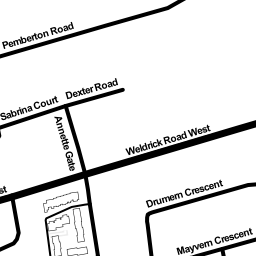 Pemberton Road
Dexter Road
Sabrina Court
Annette Gate
Weldrick Road West
st
Drumern Crescent
Mayvern Crescent